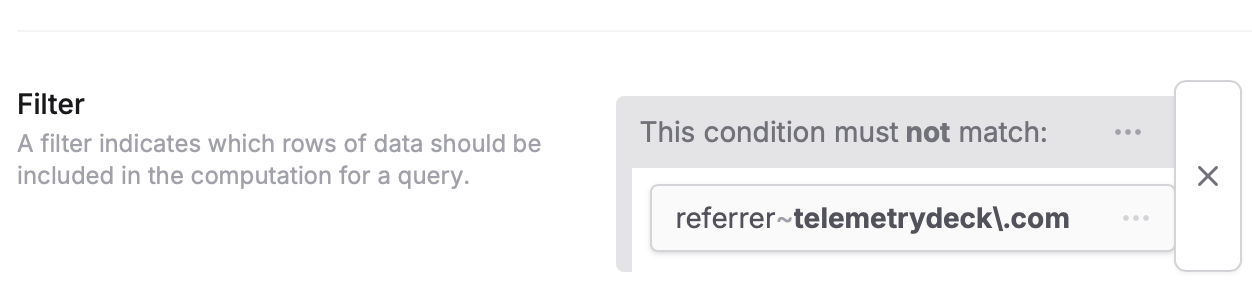 Filter
A filter indicates which rows of data should be
included in the computation for a query.
This condition must not match:
referrer~telemetrydeck\.com